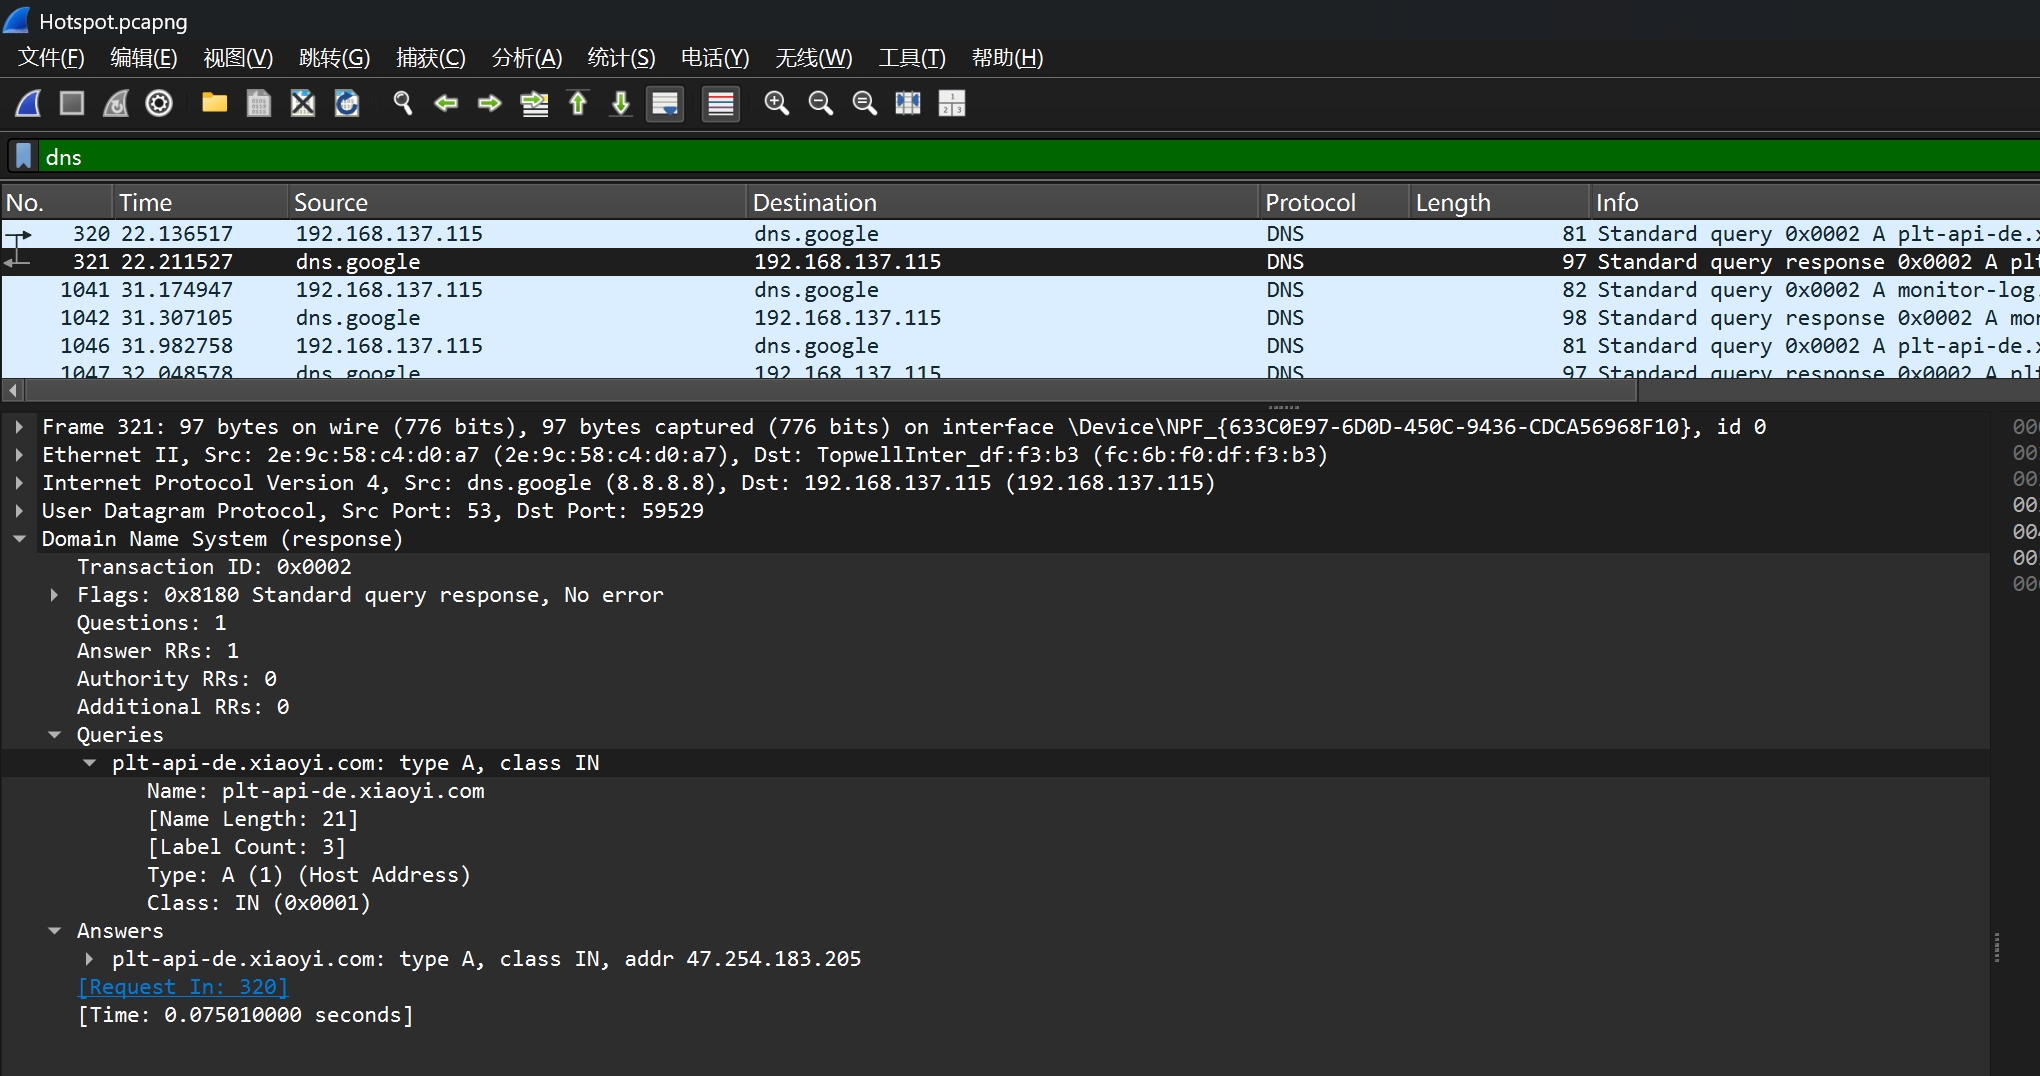 Hotspot.pcapng
文件(F) 编辑(E) 视图(V) 跳转(G) 捕获(C) 分析(A) 统计(S) 电话(Y) 无线(W) 工具(T) 帮助(H)
dns
No. Time Source Destination Protocol Length Info
320 22.136517 192.168.137.115 dns.google DNS 81 Standard query 0x0002 A plt-api-de.
321 22.211527 dns.google 192.168.137.115 DNS 97 Standard query response 0x0002 A pl
1041 31.174947 192.168.137.115 dns.google DNS 82 Standard query 0x0002 A monitor-log
1042 31.307105 dns.google 192.168.137.115 DNS 98 Standard query response 0x0002 A mo
1046 31.982758 192.168.137.115 dns.google DNS 81 Standard query 0x0002 A plt-api-de.
1047 32.048578 dns.google 192.168.137.115 DNS 97 Standard query response 0x0002 A pl
Frame 321: 97 bytes on wire (776 bits), 97 bytes captured (776 bits) on interface \Device\NPF_{633C0E97-6D0D-450C-9436-CDCA56968F10}, id 0
Ethernet II, Src: 2e:9c:58:c4:d0:a7 (2e:9c:58:c4:d0:a7), Dst: TopwellInter_df:f3:b3 (fc:6b:f0:df:f3:b3)
Internet Protocol Version 4, Src: dns.google (8.8.8.8), Dst: 192.168.137.115 (192.168.137.115)
User Datagram Protocol, Src Port: 53, Dst Port: 59529
Domain Name System (response)
Transaction ID: 0x0002
Flags: 0x8180 Standard query response, No error
Questions: 1
Answer RRs: 1
Authority RRs: 0
Additional RRs: 0
Queries
plt-api-de.xiaoyi.com: type A, class IN
Name: plt-api-de.xiaoyi.com
[Name Length: 21]
[Label Count: 3]
Type: A (1) (Host Address)
Class: IN (0x0001)
Answers
plt-api-de.xiaoyi.com: type A, class IN, addr 47.254.183.205
[Request In: 320]
[Time: 0.075010000 seconds]